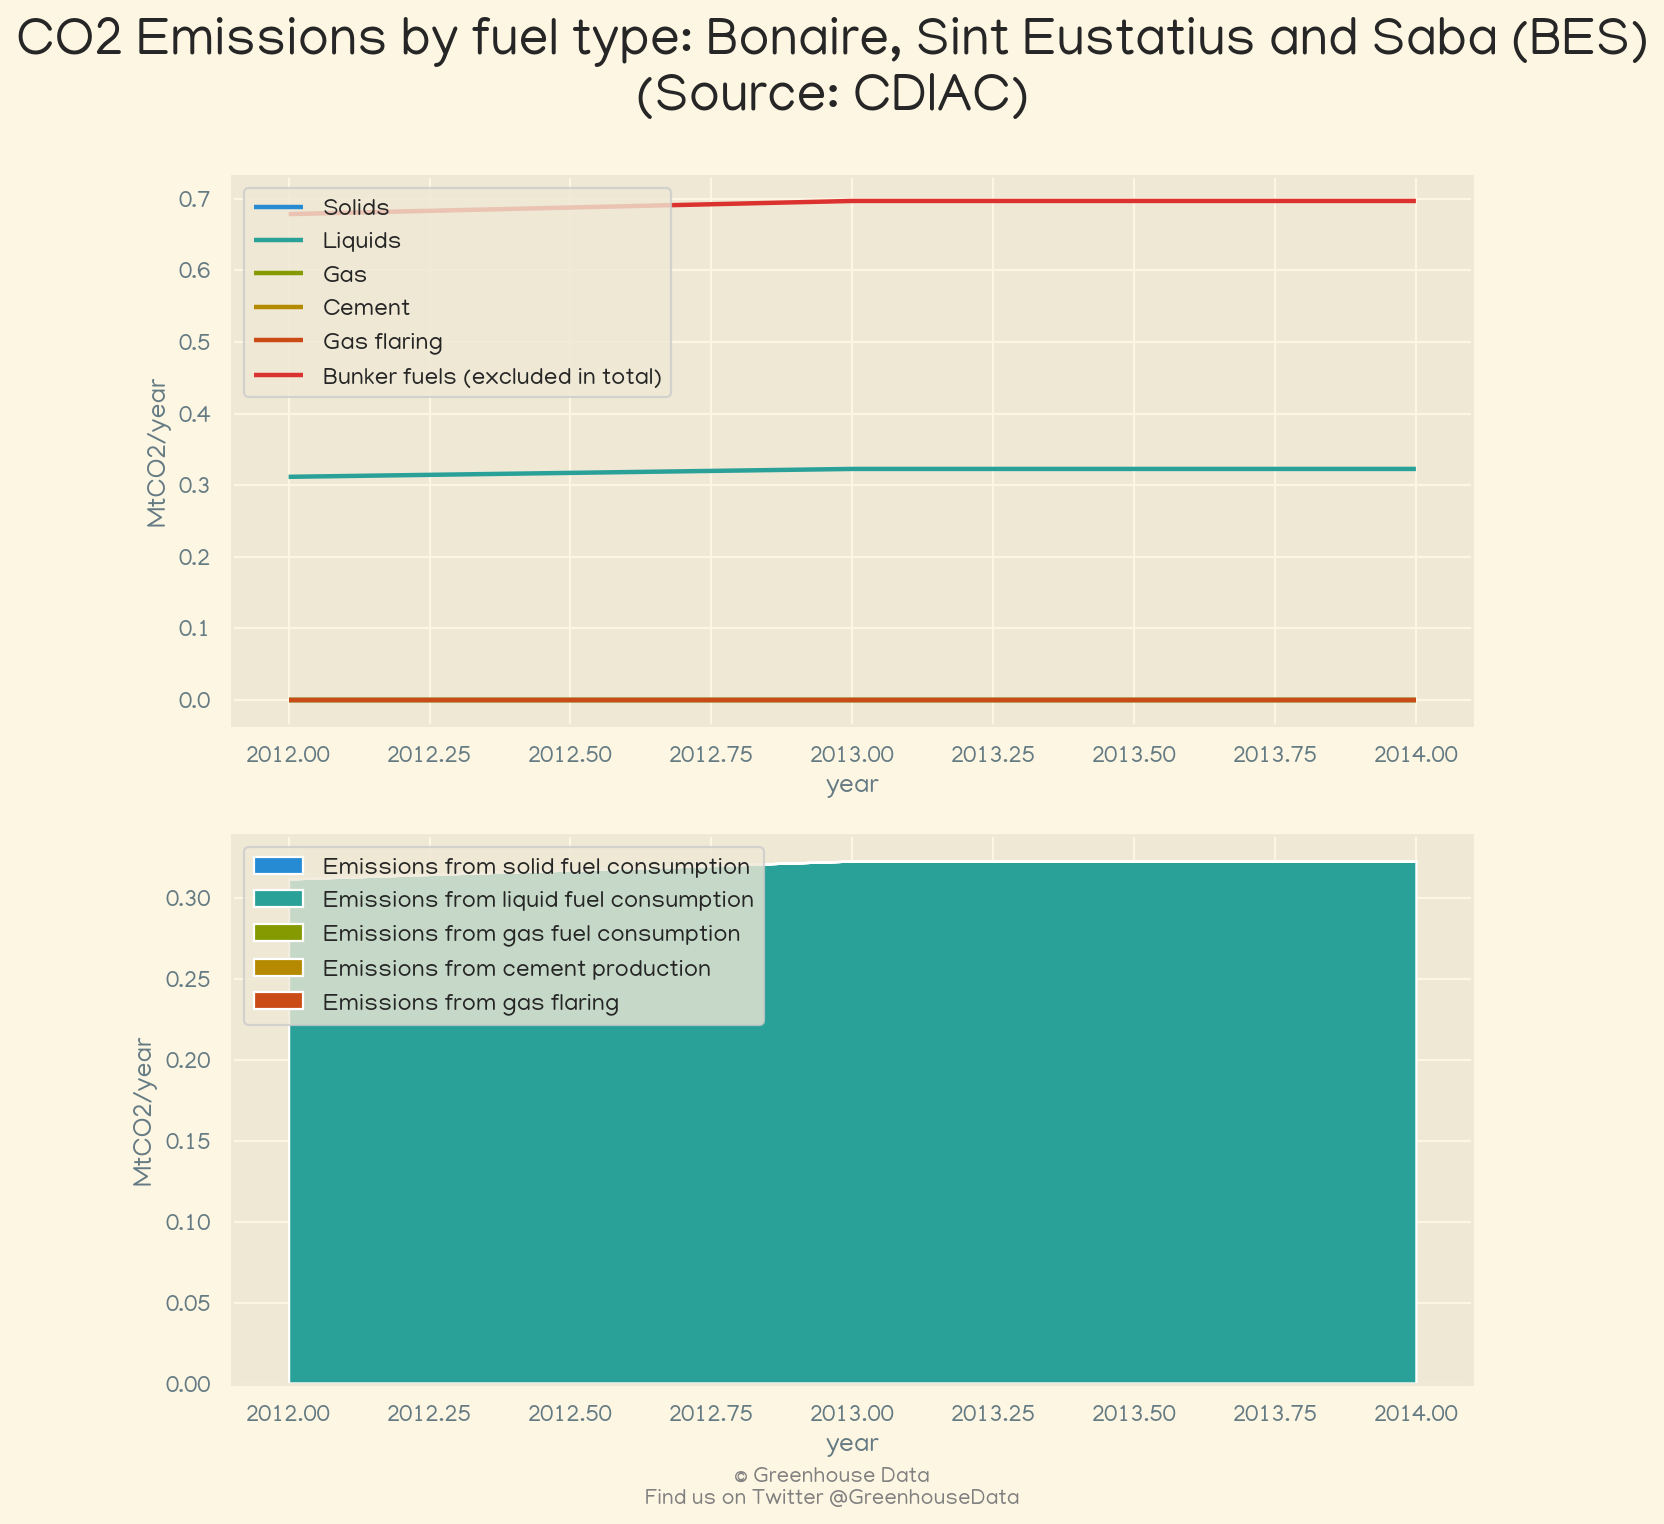 CO2 Emissions by fuel type: Bonaire, Sint Eustatius and Saba (BES)
(Source: CDIAC)
0.7
0.6
0.5
0.4
0.3
0.2
0.1
0.0
MtCO2/year
Solids
Liquids
Gas
Cement
Gas flaring
Bunker fuels (excluded in total)
2012.00 2012.25 2012.50 2012.75 2013.00 2013.25 2013.50 2013.75 2014.00
year
0.30
0.25
0.20
0.15
0.10
0.05
0.00
MtCO2/year
Emissions from solid fuel consumption
Emissions from liquid fuel consumption
Emissions from gas fuel consumption
Emissions from cement production
Emissions from gas flaring
2012.00 2012.25 2012.50 2012.75 2013.00 2013.25 2013.50 2013.75 2014.00
year
© Greenhouse Data
Find us on Twitter @GreenhouseData